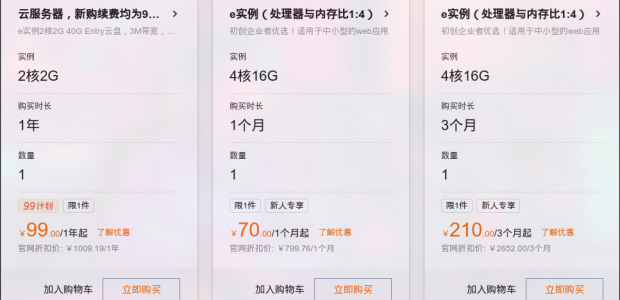 云服务器，新购续费均为9...
e实例2核2G 40G Entry云盘，3M带宽，...
实例
2核2G
购买时长
1年
数量
1
99计划 限1件
¥99.00/1年起 了解优惠
官网折扣价: ¥1009.19/1年
加入购物车 立即购买
e实例（处理器与内存比1:4）
初创企业者优选！适用于中小型的web应用
实例
4核16G
购买时长
1个月
数量
1
限1件 新人专享
¥70.00/1个月起 了解优惠
官网折扣价: ¥799.76/1个月
加入购物车 立即购买
e实例（处理器与内存比1:4）
初创企业者优选！适用于中小型的web应用
实例
4核16G
购买时长
3个月
数量
1
限1件 新人专享
¥210.00/3个月起 了解优惠
官网折扣价: ¥2652.00/3个月
加入购物车 立即购买